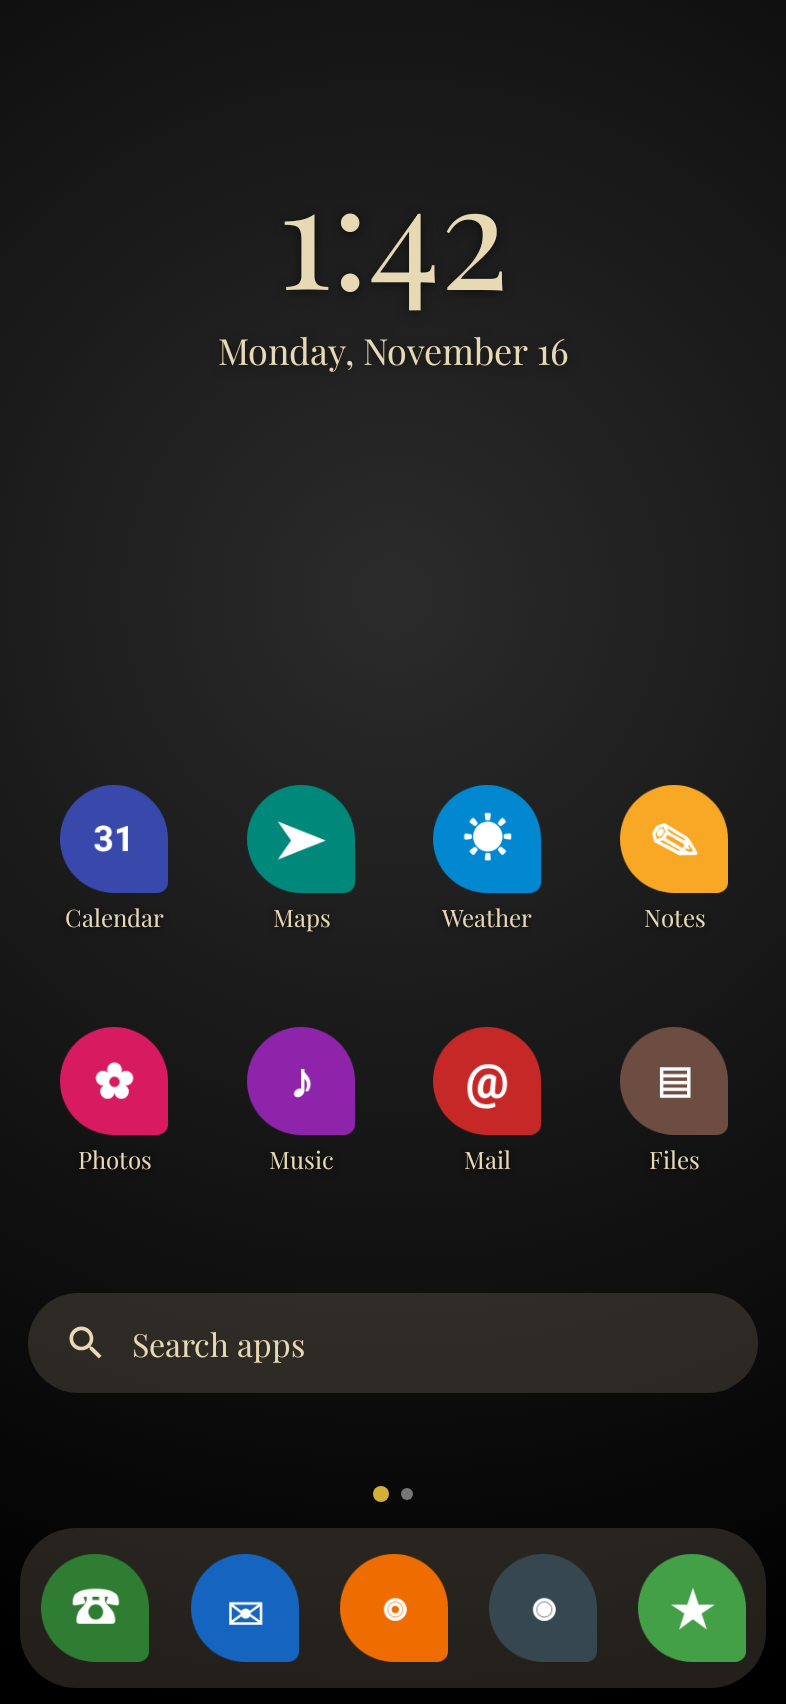 1:42
Monday, November 16
31
Calendar
Maps
Weather
Notes
Photos
Music
@
Mail
Files
Search apps